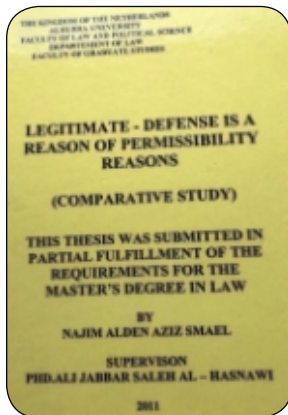 THE KINGDOM OF THE NETHERLANDS
ALHURRA UNIVERSITY
FACULTY OF LAW AND POLITICAL SCIENCE
DEPARTEMENT OF LAW
FACULTY OF GRADUATE STUDIES
LEGITIMATE - DEFENSE IS A
REASON OF PERMISSIBILITY
REASONS
(COMPARATIVE STUDY)
THIS THESIS WAS SUBMITTED IN
PARTIAL FULFILLMENT OF THE
REQUIREMENTS FOR THE
MASTER'S DEGREE IN LAW
BY
NAJIM ALDEN AZIZ SMAEL
SUPERVISON
PHD.ALI JABBAR SALEH AL – HASNAWI
2011